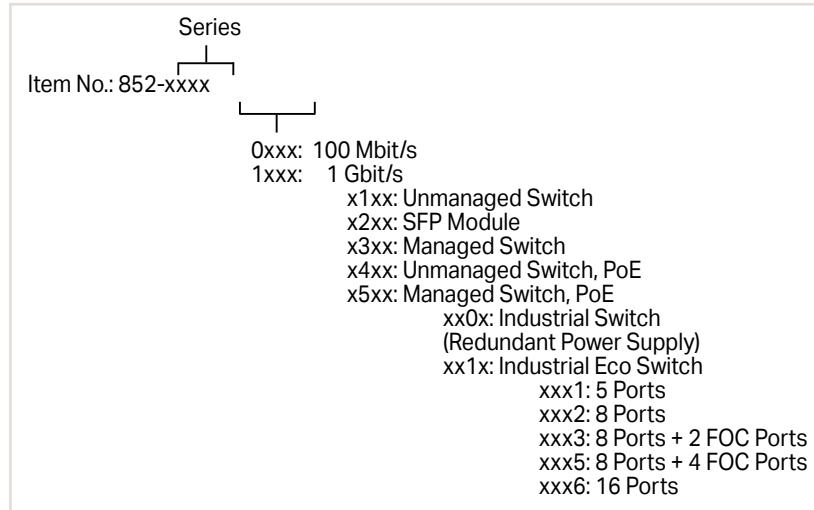 Series
Item No.: 852-xxxx
0xxx: 100 Mbit/s
1xxx: 1 Gbit/s
x1xx: Unmanaged Switch
x2xx: SFP Module
x3xx: Managed Switch
x4xx: Unmanaged Switch, PoE
x5xx: Managed Switch, PoE
xx0x: Industrial Switch
(Redundant Power Supply)
xx1x: Industrial Eco Switch
xxx1: 5 Ports
xxx2: 8 Ports
xxx3: 8 Ports + 2 FOC Ports
xxx5: 8 Ports + 4 FOC Ports
xxx6: 16 Ports